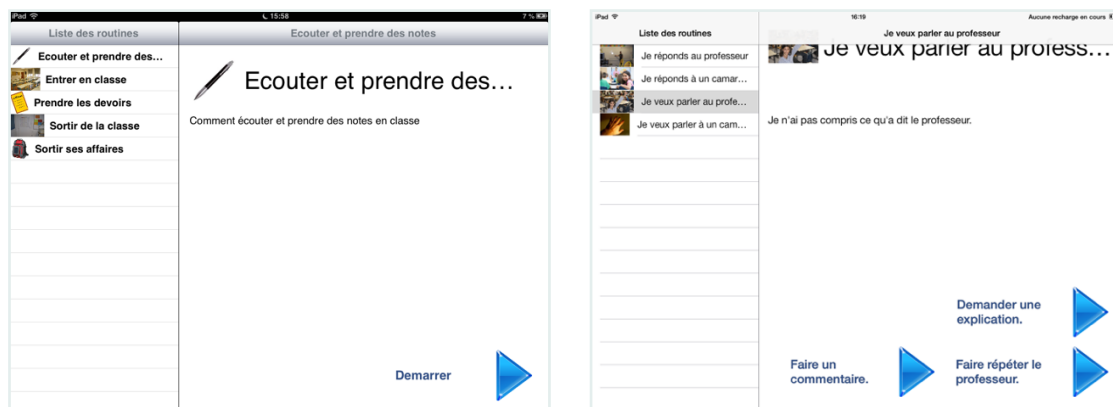 iPad 15:58 7 %
Liste des routines
Ecouter et prendre des notes
Ecouter et prendre des...
Entrer en classe
Prendre les devoirs
Sortir de la classe
Sortir ses affaires
Ecouter et prendre des...
Comment écouter et prendre des notes en classe
Demarrer
iPad 16:19 Aucune recharge en cours
Liste des routines
Je veux parler au professeur
Je réponds au professeur
Je réponds à un camar...
Je veux parler au profe...
Je veux parler à un cam...
Je veux parler au profess...
Je n'ai pas compris ce qu'a dit le professeur.
Demander une
explication.
Faire un
commentaire.
Faire répéter le
professeur.